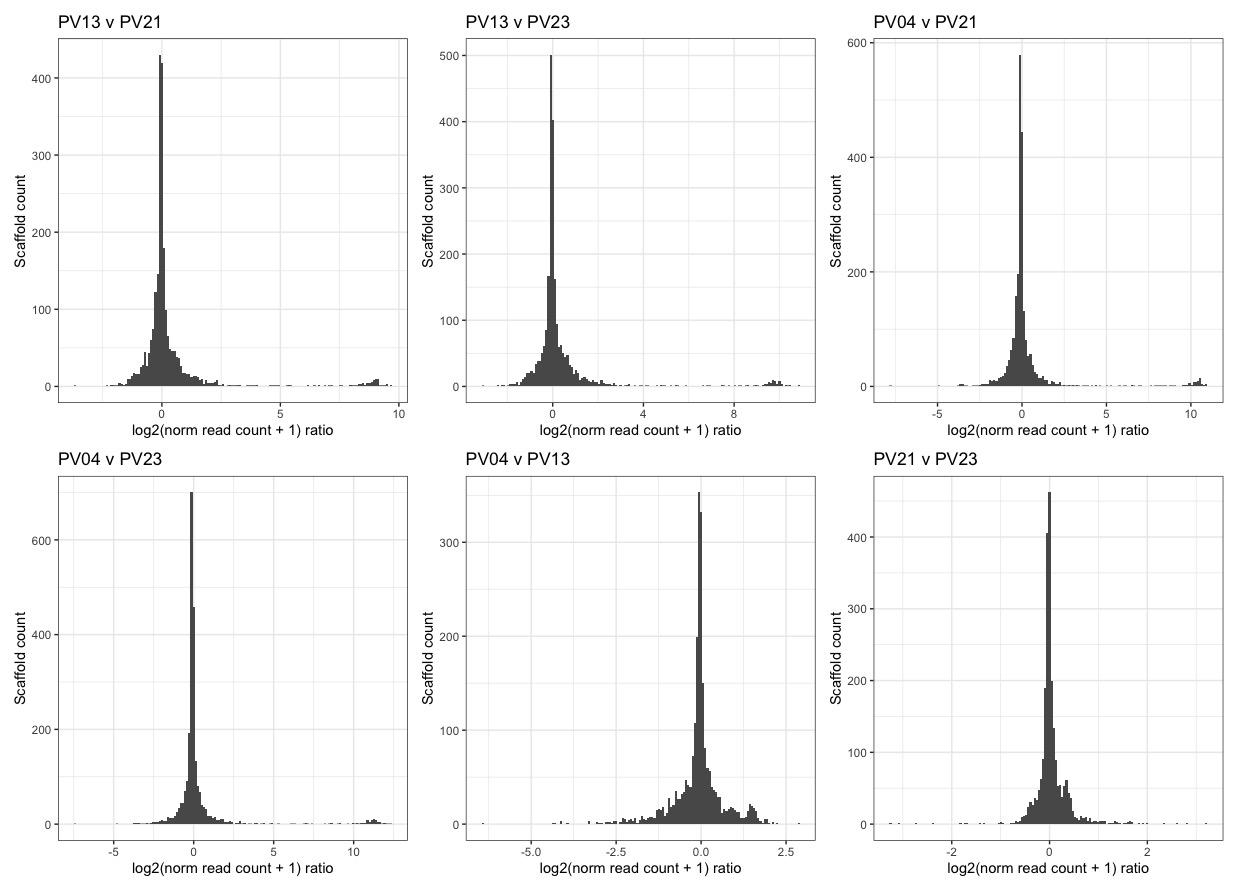 PV13 v PV21
PV13 v PV23
PV04 v PV21
Scaffold count
400
300
200
100
0
0
5
10
log2(norm read count + 1) ratio
Scaffold count
500
400
300
200
100
0
0
4
8
log2(norm read count + 1) ratio
Scaffold count
600
400
200
0
-5
0
5
10
log2(norm read count + 1) ratio
PV04 v PV23
PV04 v PV13
PV21 v PV23
Scaffold count
600
400
200
0
-5
0
5
10
log2(norm read count + 1) ratio
Scaffold count
300
200
100
0
-5.0
-2.5
0.0
2.5
log2(norm read count + 1) ratio
Scaffold count
400
300
200
100
0
-2
0
2
log2(norm read count + 1) ratio